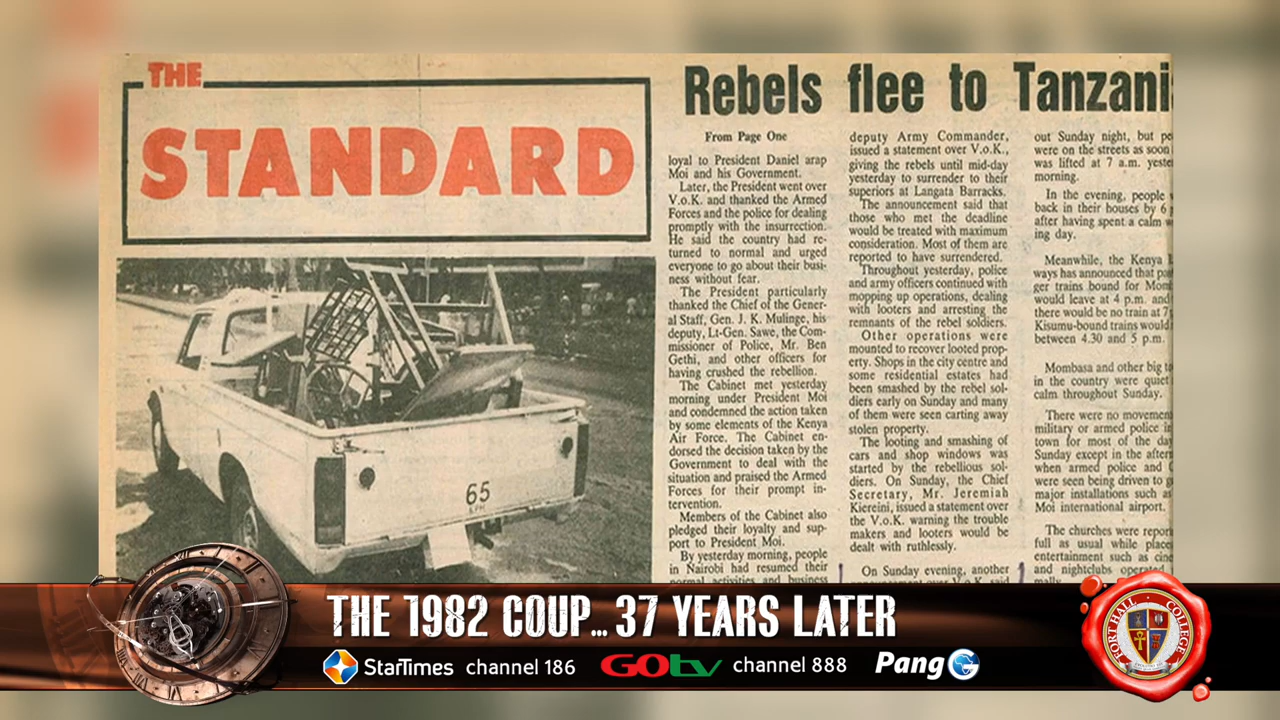 THE
STANDARD
65
K.P.H.
Rebels flee to Tanzani
From Page One
loyal to President Daniel arap
Moi and his Government.
Later, the President went over
V.o.K. and thanked the Armed
Forces and the police for dealing
promptly with the insurrection.
He said the country had re-
turned to normal and urged
everyone to go about their busi-
ness without fear.
The President particularly
thanked the Chief of the Gener-
al Staff, Gen. J. K. Mulinge, his
deputy, Lt-Gen. Sawe, the Com-
missioner of Police, Mr. Ben
Gethi, and other officers for
having crushed the rebellion.
The Cabinet met yesterday
morning under President Moi
and condemned the action taken
by some elements of the Kenya
Air Force. The Cabinet en-
dorsed the decision taken by the
Government to deal with the
situation and praised the Armed
Forces for their prompt in-
tervention.
Members of the Cabinet also
pledged their loyalty and sup-
port to President Moi.
By yesterday morning, people
in Nairobi had resumed their
normal activities and business
deputy Army Commander,
issued a statement over V.o.K.,
giving the rebels until mid-day
yesterday to surrender to their
superiors at Langata Barracks.
The announcement said that
those who met the deadline
would be treated with maximum
consideration. Most of them are
reported to have surrendered.
Throughout yesterday, police
and army officers continued with
mopping up operations, dealing
with looters and arresting the
remnants of the rebel soldiers.
Other operations were
mounted to recover looted prop-
erty. Shops in the city centre and
some residential estates had
been smashed by the rebel sol-
diers early on Sunday and many
of them were seen carting away
stolen property.
The looting and smashing of
cars and shop windows was
started by the rebellious sol-
diers. On Sunday, the Chief
Secretary, Mr. Jeremiah
Kiereini, issued a statement over
the V.o.K. warning the trouble
makers and looters would be
dealt with ruthlessly.
On Sunday evening, another
over V.o.K. said
out Sunday night, but pe
were on the streets as soon
was lifted at 7 a.m. yeste
morning.
In the evening, people
back in their houses by 6
after having spent a calm w
ing day.
Meanwhile, the Kenya
ways has announced that pas
ger trains bound for Mom
would leave at 4 p.m. and
there would be no train at 7
Kisumu-bound trains would
between 4.30 and 5 p.m.
Mombasa and other big to
in the country were quiet
calm throughout Sunday.
There were no movement
military or armed police in
town for most of the day
Sunday except in the after
when armed police and
were seen being driven to g
major installations such as
Moi international airport.
The churches were repor
full as usual while place
entertainment such as cine
and nightclubs operated
mally.
THE 1982 COUP... 37 YEARS LATER
StarTimes channel 186 GOtv channel 888 Pang G
FORT HALL COLLEGE